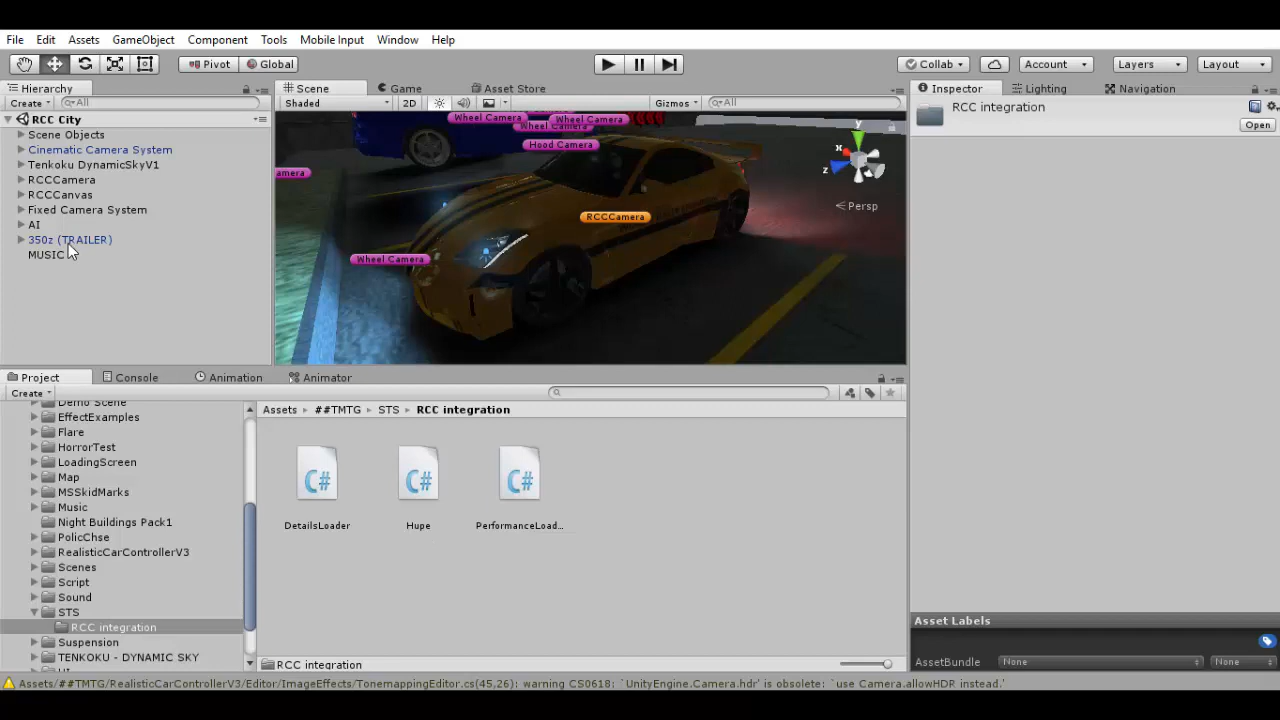 File Edit Assets GameObject Component Tools Mobile Input Window Help
Pivot Global Collab Account Layers Layout
Hierarchy Scene Game Asset Store Inspector Lighting Navigation
Create All Shaded 2D Gizmos All RCC integration
Open
RCC City
Scene Objects
Cinematic Camera System
Tenkoku DynamicSkyV1
RCCCamera
RCCCanvas
Fixed Camera System
AI
350z (TRAILER)
MUSIC
Wheel Camera Wheel Camera
Wheel Camera
Hood Camera
amera
RCCCamera
Wheel Camera
y
x
z
Persp
Project Console Animation Animator
Create
Demo Scene
EffectExamples
Flare
HorrorTest
LoadingScreen
Map
MSSkidMarks
Music
Night Buildings Pack1
PolicChse
RealisticCarControllerV3
Scenes
Script
Sound
STS
RCC integration
Suspension
TENKOKU - DYNAMIC SKY
Assets ##TMTG STS RCC integration
C# C# C#
DetailsLoader Hupe PerformanceLoad...
RCC integration
Asset Labels
AssetBundle None None
Assets/##TMTG/RealisticCarControllerV3/Editor/ImageEffects/TonemappingEditor.cs(45,26): warning CS0618: `UnityEngine.Camera.hdr' is obsolete: `use Camera.allowHDR instead.'